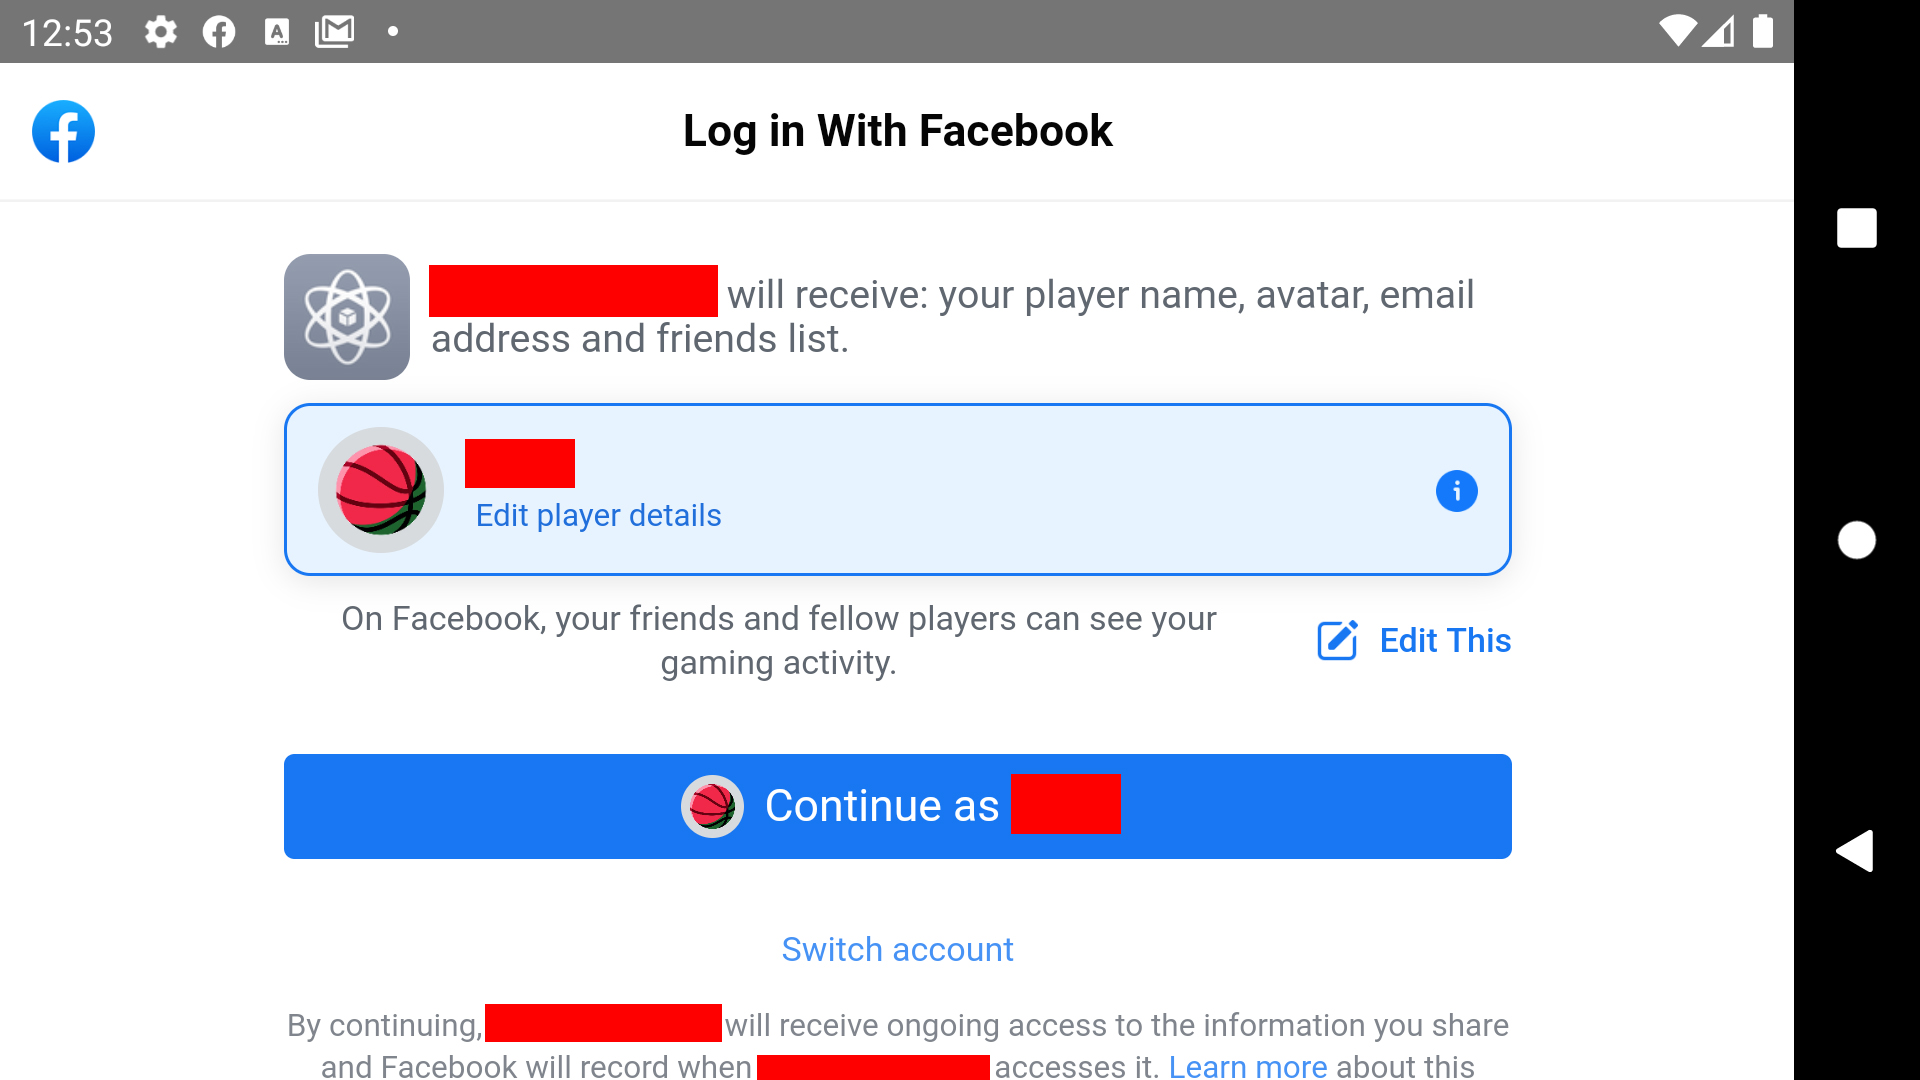 12:53
Log in With Facebook
will receive: your player name, avatar, email
address and friends list.
Edit player details
On Facebook, your friends and fellow players can see your
gaming activity.
Edit This
Continue as
Switch account
By continuing, will receive ongoing access to the information you share
and Facebook will record when accesses it. Learn more about this